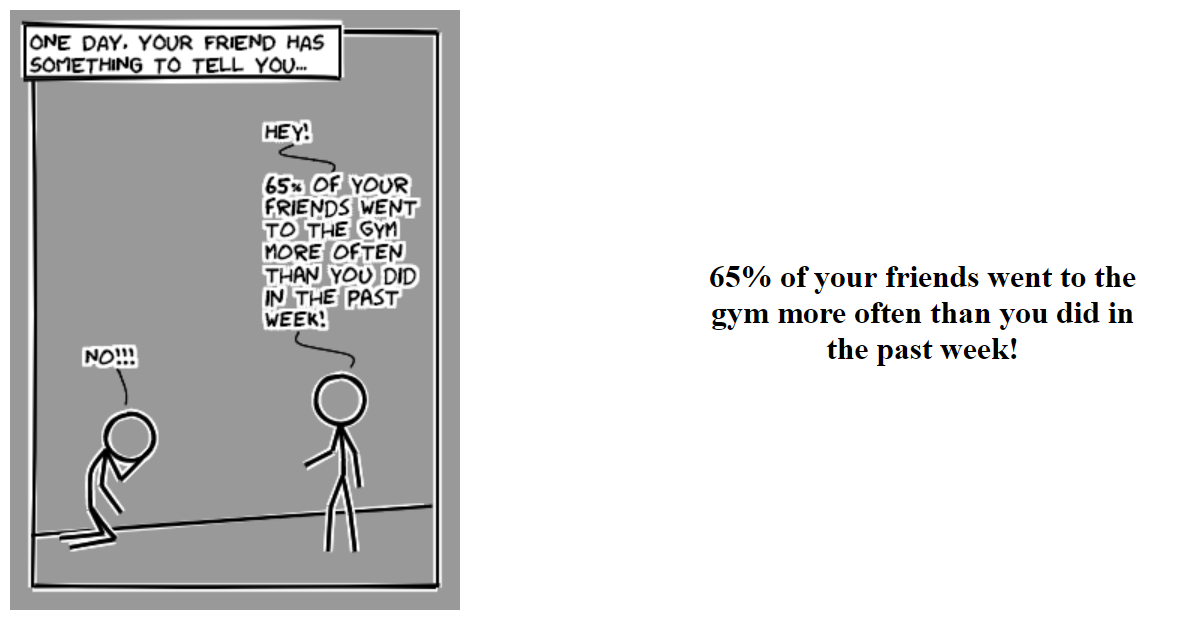 ONE DAY, YOUR FRIEND HAS
SOMETHING TO TELL YOU...
HEY!
65% OF YOUR
FRIENDS WENT
TO THE GYM
MORE OFTEN
THAN YOU DID
IN THE PAST
WEEK!
NO!!!
65% of your friends went to the
gym more often than you did in
the past week!